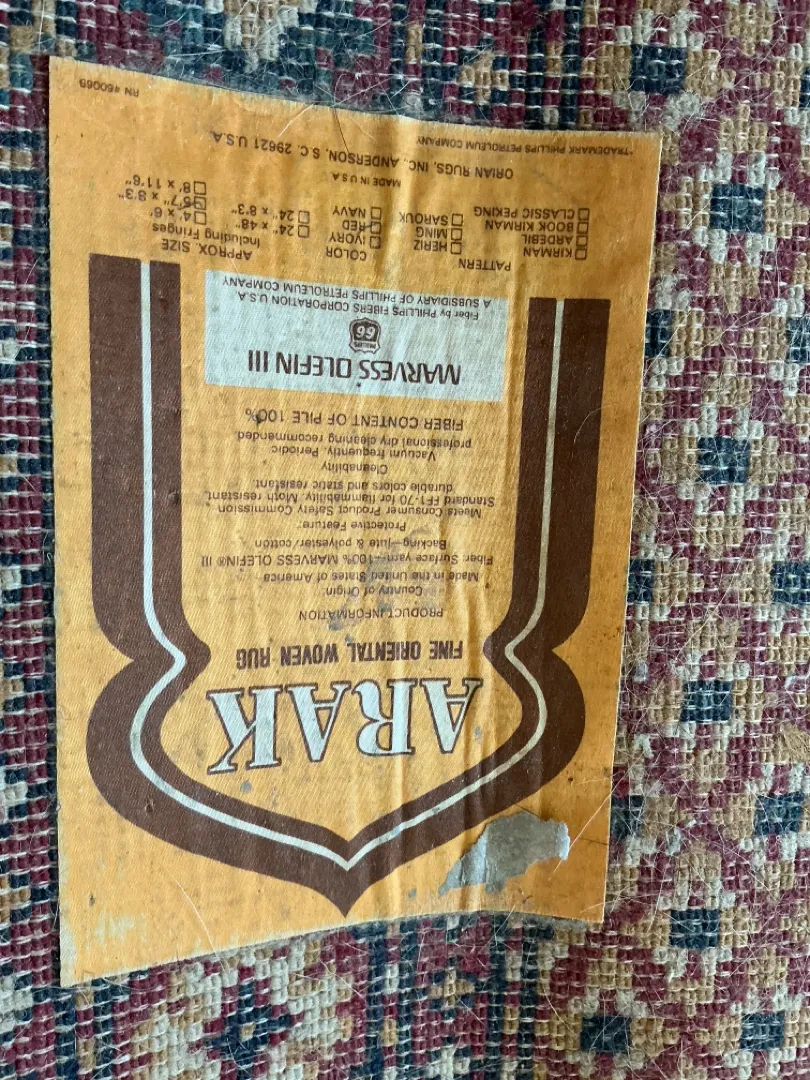 ARAK
FINE ORIENTAL WOVEN RUG
PRODUCT INFORMATION
Country of Origin:
Made in the United States of America
Fiber: Surface yarn—100% MARVESS OLEFIN® III
Backing—jute & polyester/cotton
Protective Feature:
Meets Consumer Product Safety Commission
Standard FF1-70 for flammability. Moth resistant,
durable colors and static resistant.
Cleanability
Vacuum frequently. Periodic
professional dry cleaning recommended.
FIBER CONTENT OF PILE 100%
MARVESS OLEFIN III
PHILLIPS
66
Fiber by PHILLIPS FIBERS CORPORATION U.S.A.
A SUBSIDIARY OF PHILLIPS PETROLEUM COMPANY
PATTERN
KIRMAN
ARDEBIL
BOOK KIRMAN
CLASSIC PEKING
HERIZ
MING
SAROUK
COLOR
IVORY
RED
NAVY
APPROX. SIZE
Including Fringes
24" x 48"
24" x 8'3"
4' x 6'
5'7" x 8'3"
8' x 11'6"
MADE IN U S A
ORIAN RUGS, INC. ANDERSON, S.C. 29621 U.S.A.
*TRADEMARK PHILLIPS PETROLEUM COMPANY
RN 460069